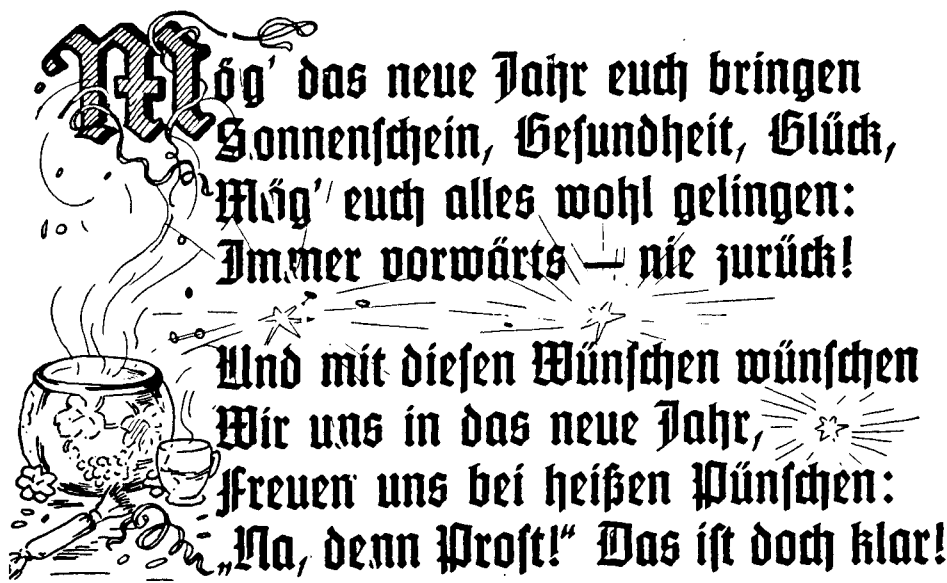 Mög’ das neue Jahr euch bringen
Sonnenſchein, Geſundheit, Glück,
Mög’ euch alles wohl gelingen:
Immer vorwärts — nie zurück!
Und mit dieſen Wünſchen wünſchen
Wir uns in das neue Jahr,
Freuen uns bei heißen Pünſchen:
„Na, denn Proſt!“ Das iſt doch klar!